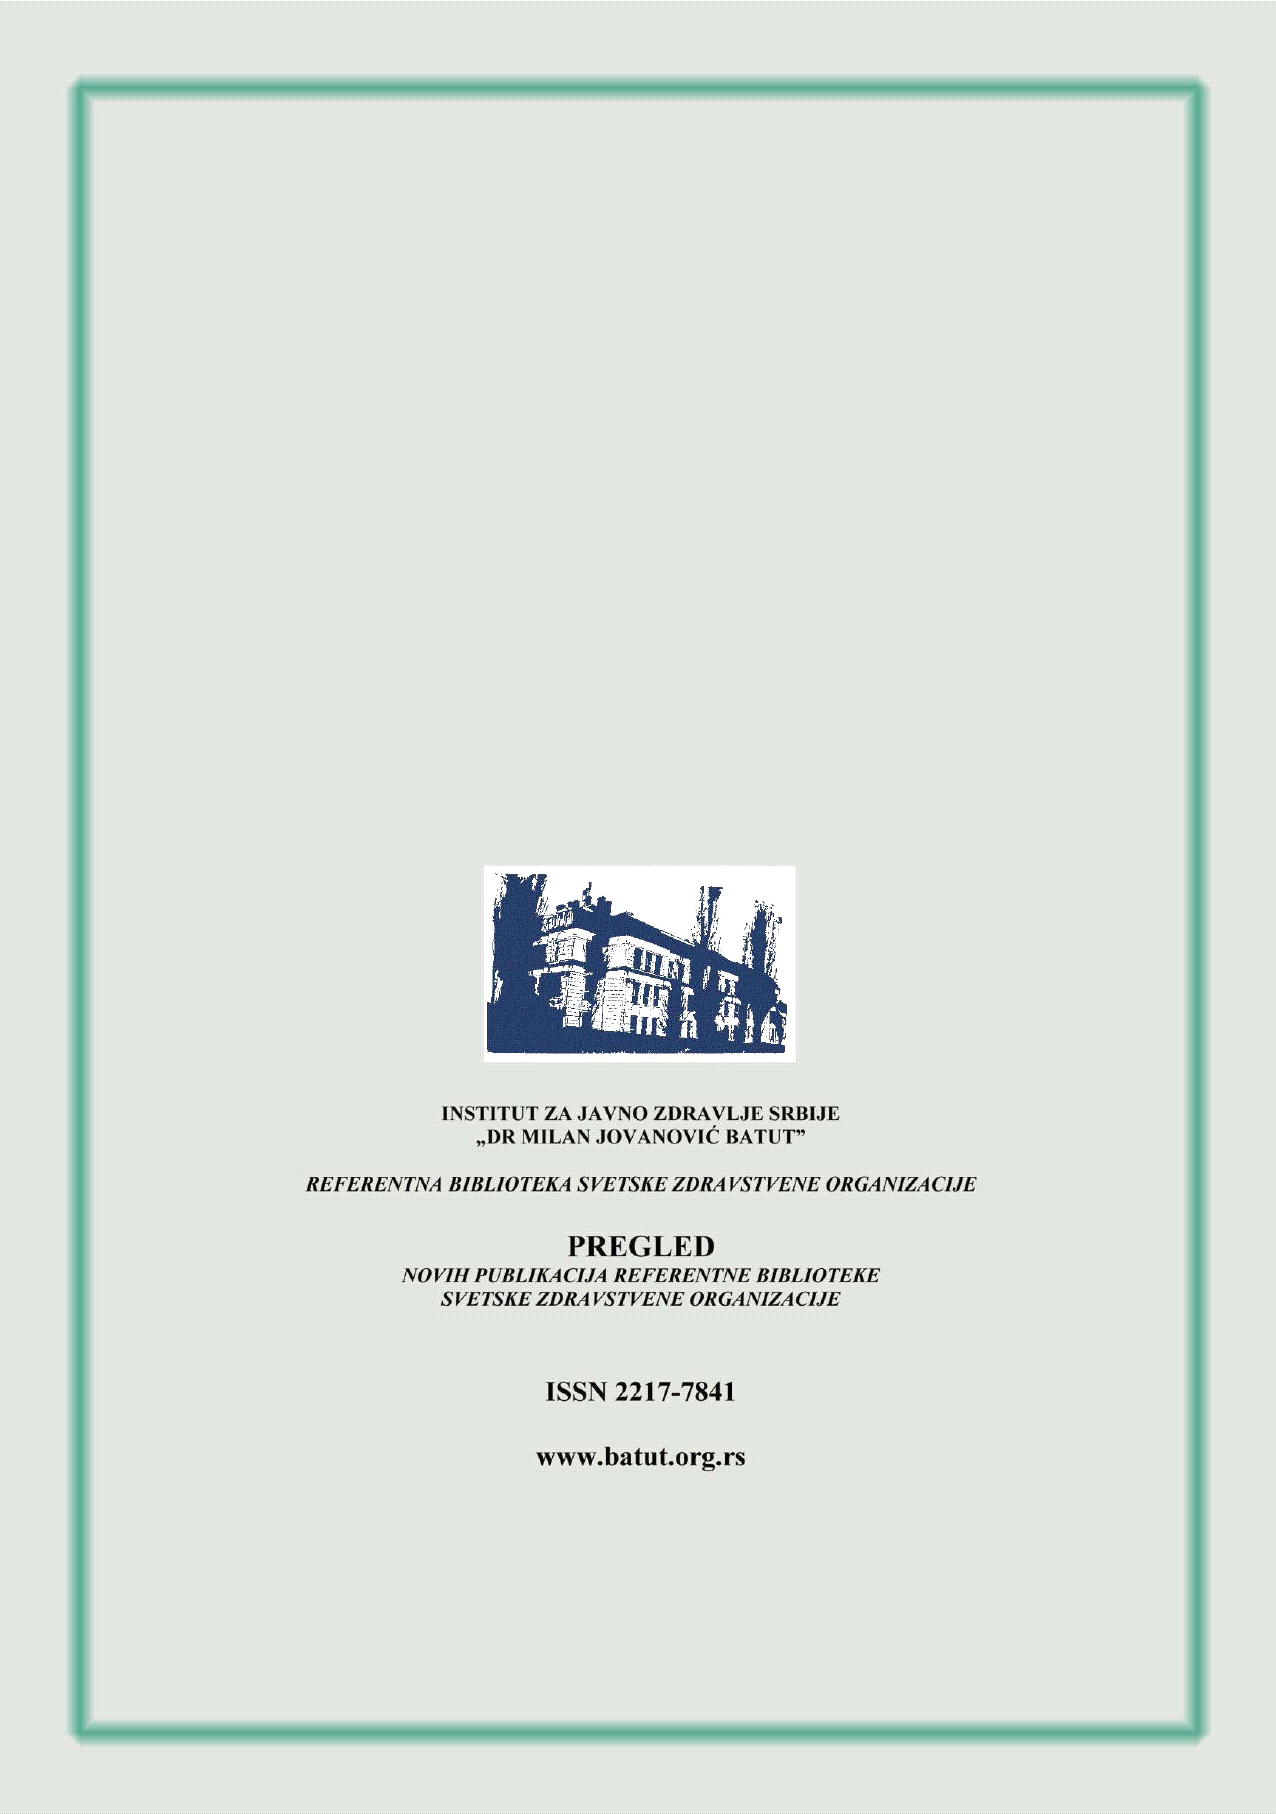 INSTITUT ZA JAVNO ZDRAVLJE SRBIJE
„DR MILAN JOVANOVIĆ BATUT”
REFERENTNA BIBLIOTEKA SVETSKE ZDRAVSTVENE ORGANIZACIJE
PREGLED
NOVIH PUBLIKACIJA REFERENTNE BIBLIOTEKE
SVETSKE ZDRAVSTVENE ORGANIZACIJE
ISSN 2217-7841
www.batut.org.rs